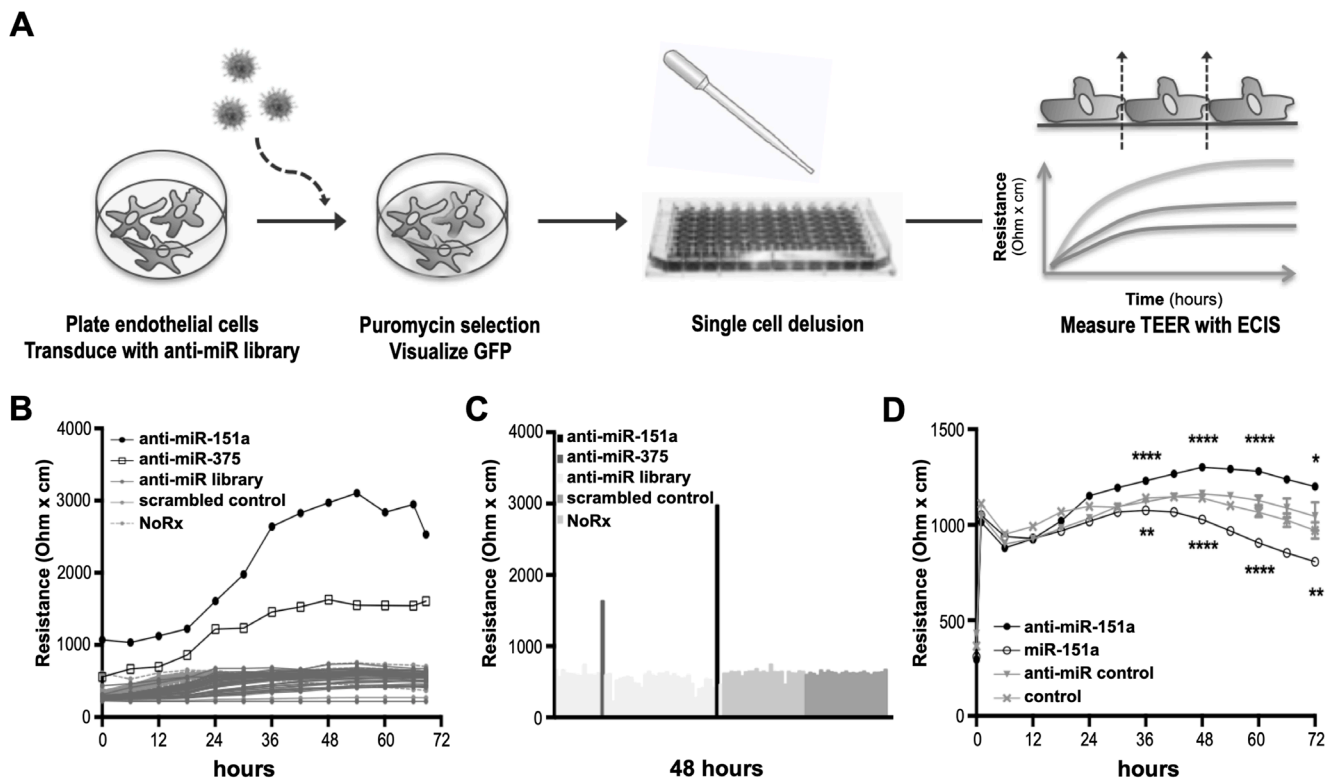 A
Resistance
(Ohm x cm)
Time (hours)
Plate endothelial cells
Transduce with anti-miR library
Puromycin selection
Visualize GFP
Single cell delusion
Measure TEER with ECIS
B
Resistance (Ohm x cm)
4000
3000
2000
1000
0
anti-miR-151a
anti-miR-375
anti-miR library
scrambled control
NoRx
0 12 24 36 48 60 72
hours
C
4000
3000
2000
1000
0
anti-miR-151a
anti-miR-375
anti-miR library
scrambled control
NoRx
48 hours
D
Resistance (Ohm x cm)
1500
1000
500
0
**** **** **** *
** **** **** **
anti-miR-151a
miR-151a
anti-miR control
control
0 12 24 36 48 60 72
hours